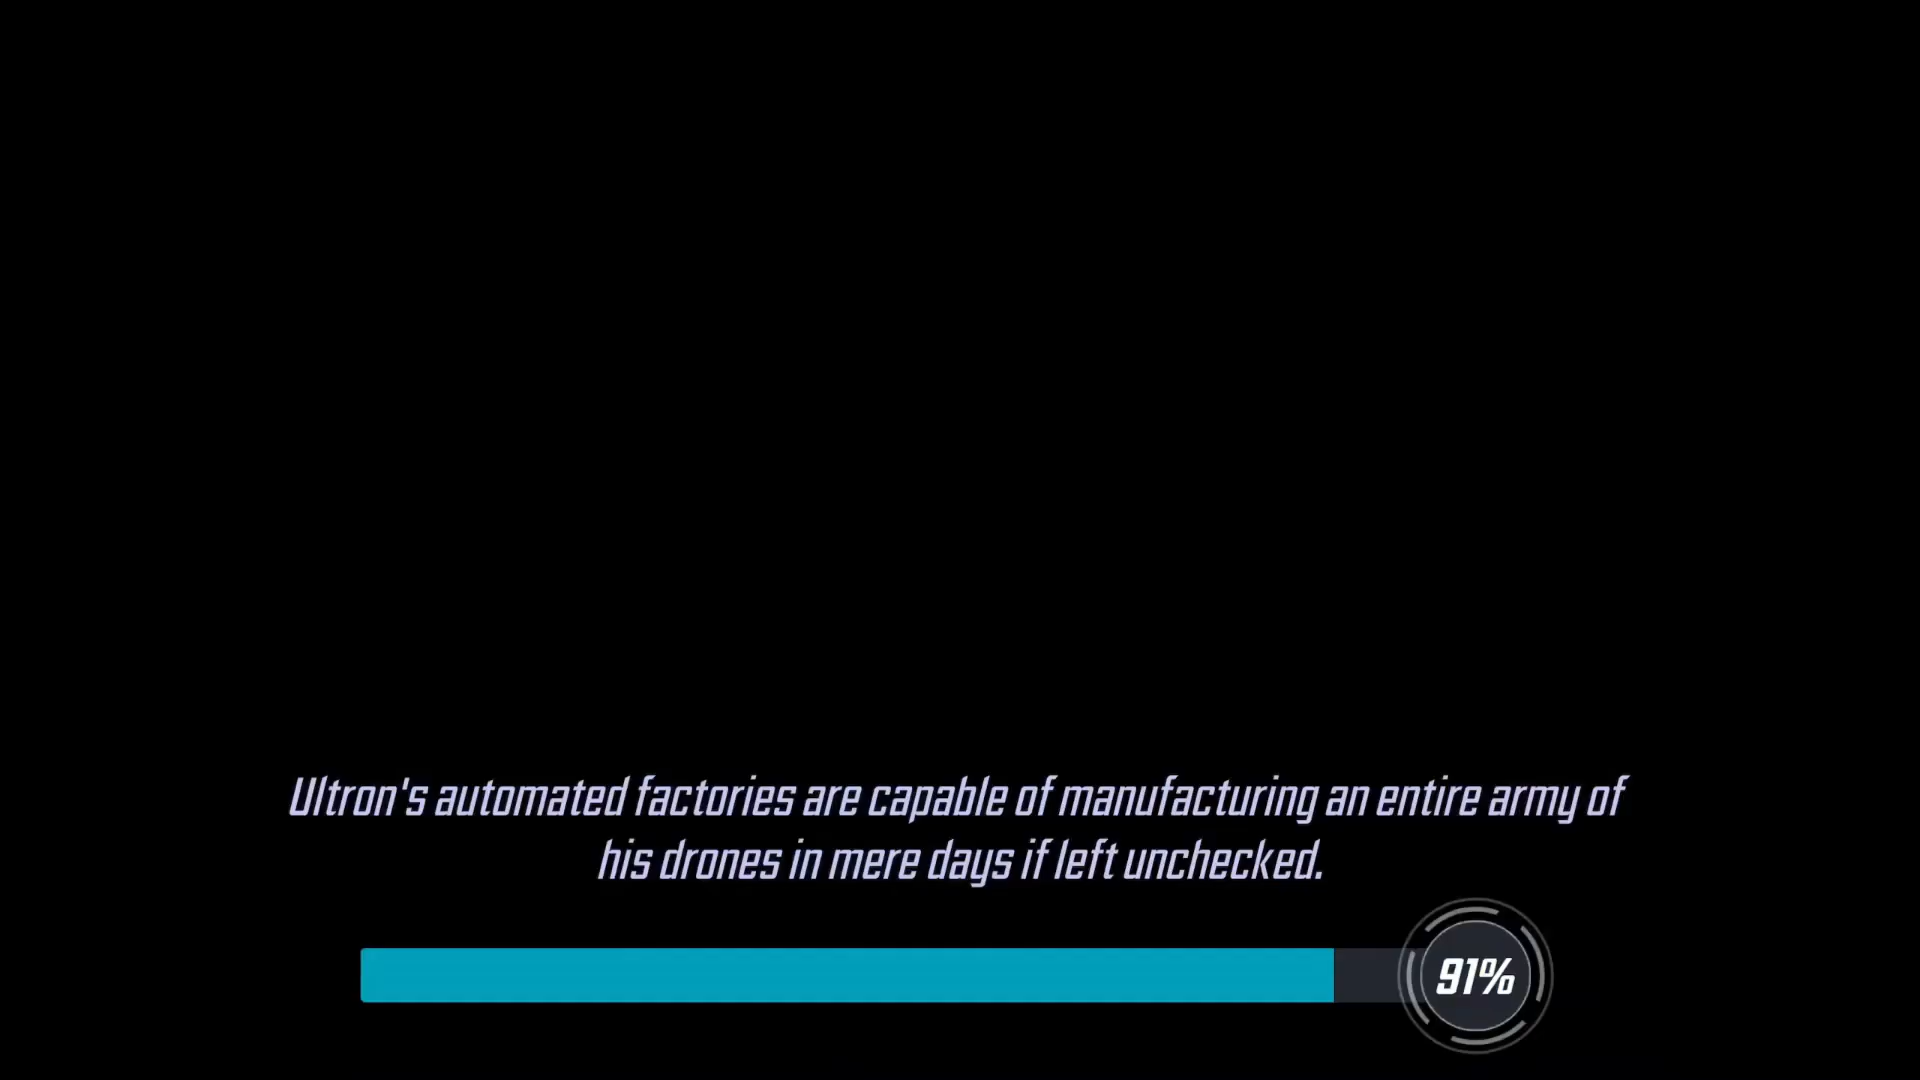 Ultron's automated factories are capable of manufacturing an entire army of
his drones in mere days if left unchecked.
91%